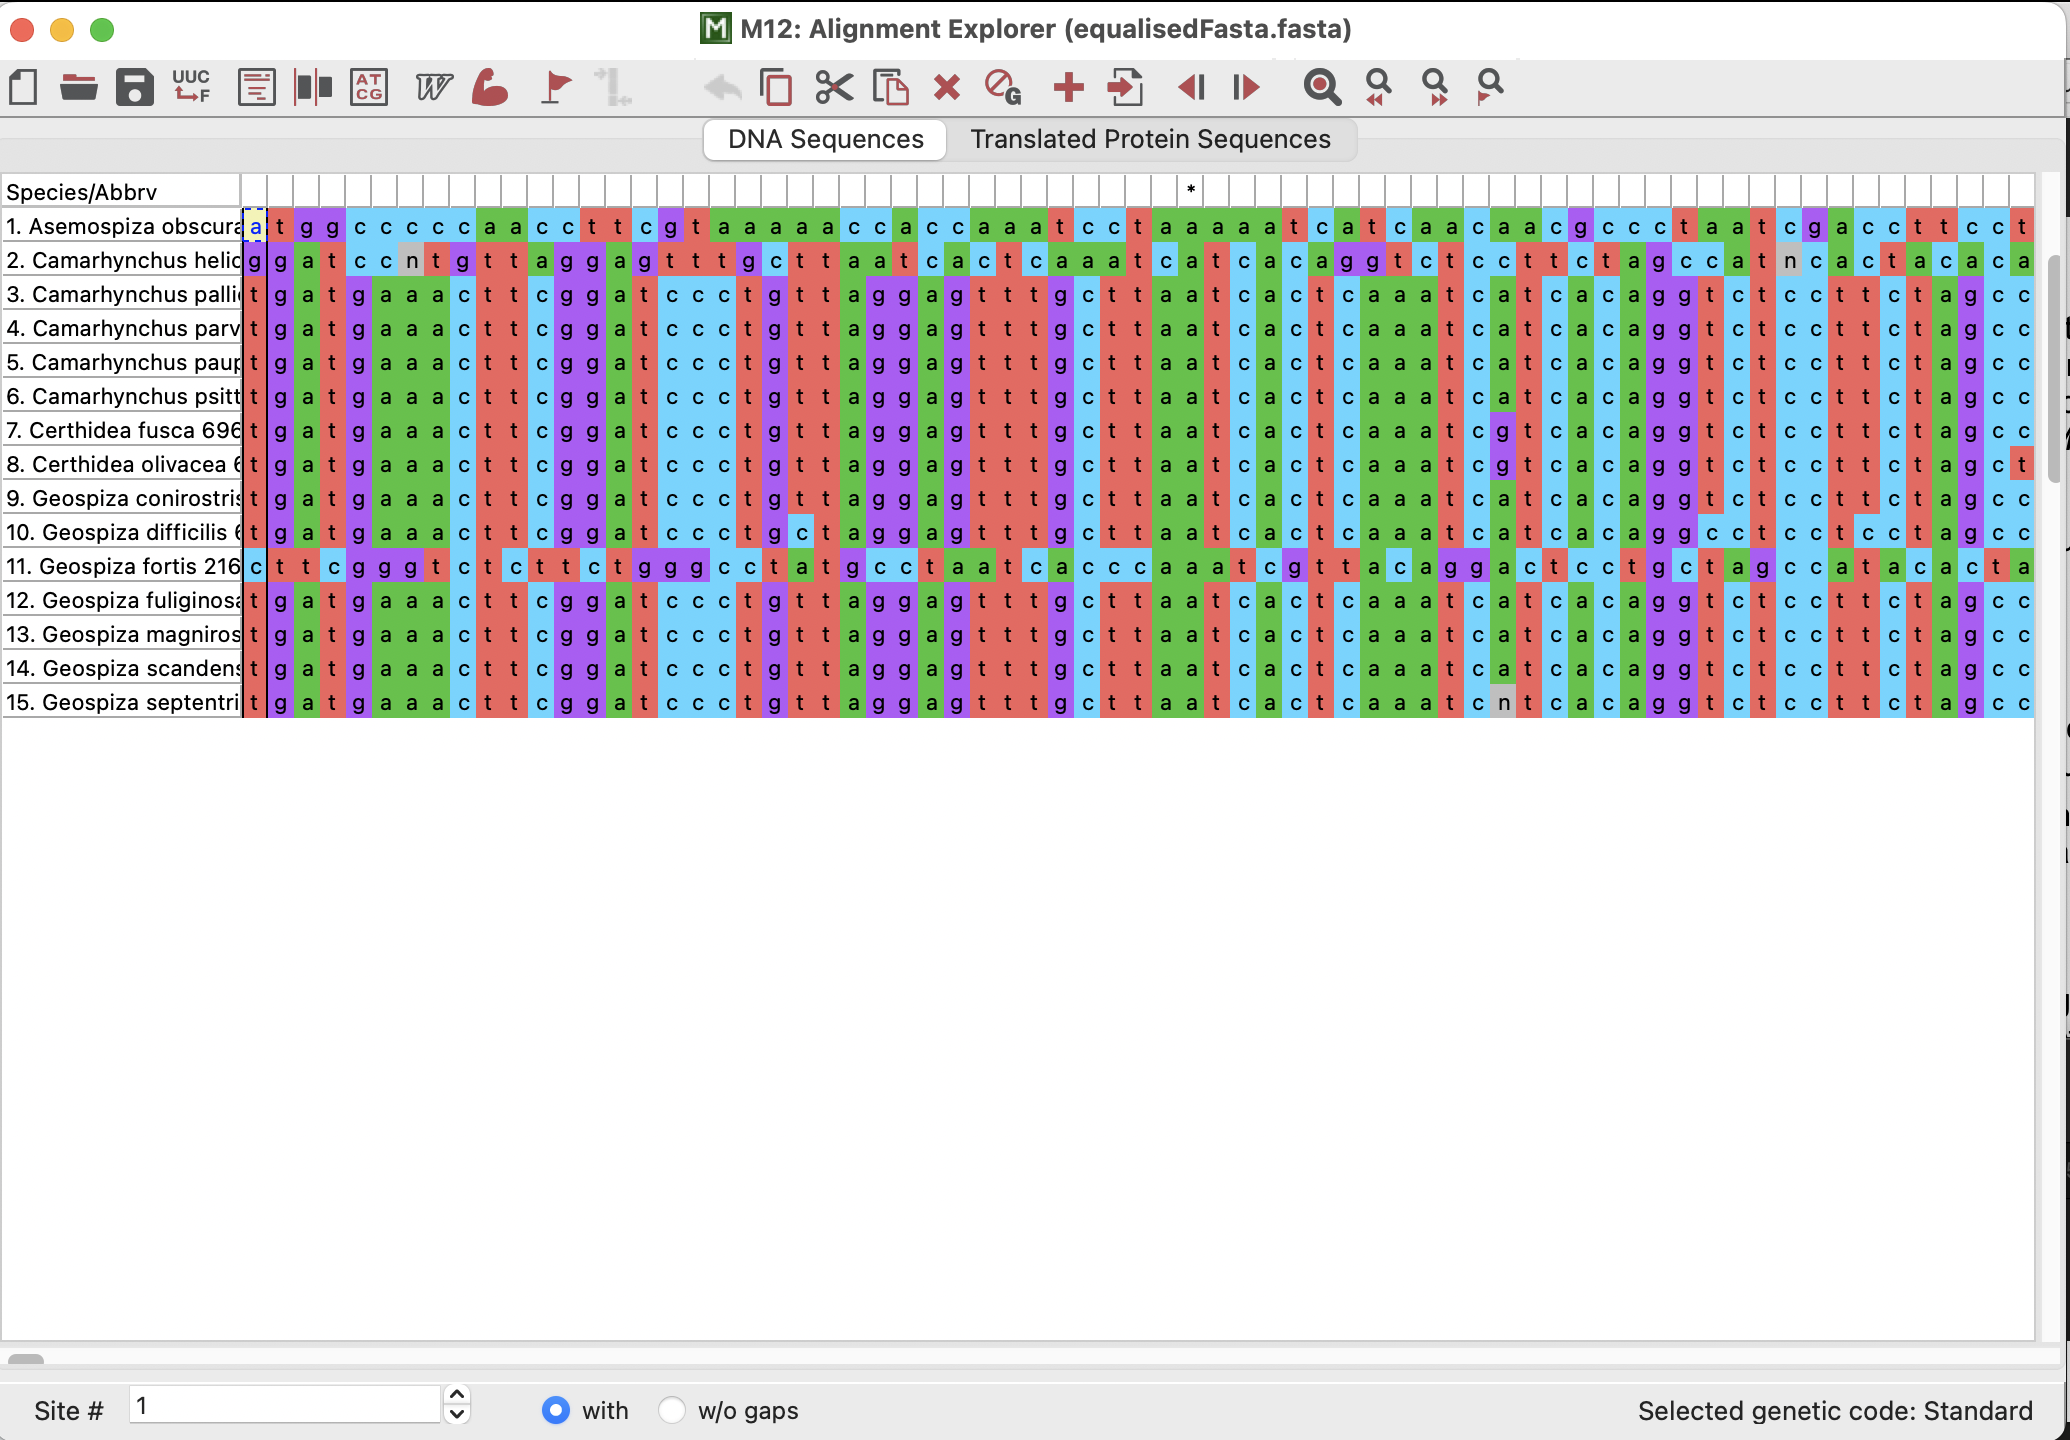 M12: Alignment Explorer (equalisedFasta.fasta)
UUC
F
AT
CG
W
G
DNA Sequences Translated Protein Sequences
Species/Abbrv *
1. Asemospiza obscura a t g g c c c c c a a c c t t c g t a a a a a c c a c c a a a t c c t a a a a a t c a t c a a c a a c g c c c t a a t c g a c c t t c c t
2. Camarhynchus helic g g a t c c n t g t t a g g a g t t t g c t t a a t c a c t c a a a t c a t c a c a g g t c t c c t t c t a g c c a t n c a c t a c a c a
3. Camarhynchus palli t g a t g a a a c t t c g g a t c c c t g t t a g g a g t t t g c t t a a t c a c t c a a a t c a t c a c a g g t c t c c t t c t a g c c
4. Camarhynchus parv t g a t g a a a c t t c g g a t c c c t g t t a g g a g t t t g c t t a a t c a c t c a a a t c a t c a c a g g t c t c c t t c t a g c c
5. Camarhynchus paup t g a t g a a a c t t c g g a t c c c t g t t a g g a g t t t g c t t a a t c a c t c a a a t c a t c a c a g g t c t c c t t c t a g c c
6. Camarhynchus psitt t g a t g a a a c t t c g g a t c c c t g t t a g g a g t t t g c t t a a t c a c t c a a a t c a t c a c a g g t c t c c t t c t a g c c
7. Certhidea fusca 696 t g a t g a a a c t t c g g a t c c c t g t t a g g a g t t t g c t t a a t c a c t c a a a t c g t c a c a g g t c t c c t t c t a g c c
8. Certhidea olivacea 6 t g a t g a a a c t t c g g a t c c c t g t t a g g a g t t t g c t t a a t c a c t c a a a t c g t c a c a g g t c t c c t t c t a g c t
9. Geospiza conirostris t g a t g a a a c t t c g g a t c c c t g t t a g g a g t t t g c t t a a t c a c t c a a a t c a t c a c a g g t c t c c t t c t a g c c
10. Geospiza difficilis 6 t g a t g a a a c t t c g g a t c c c t g c t a g g a g t t t g c t t a a t c a c t c a a a t c a t c a c a g g c c t c c t c c t a g c c
11. Geospiza fortis 216 c t t c g g g t c t c t t c t g g g c c t a t g c c t a a t c a c c c a a a t c g t t a c a g g a c t c c t g c t a g c c a t a c a c t a
12. Geospiza fuliginosa t g a t g a a a c t t c g g a t c c c t g t t a g g a g t t t g c t t a a t c a c t c a a a t c a t c a c a g g t c t c c t t c t a g c c
13. Geospiza magniros t g a t g a a a c t t c g g a t c c c t g t t a g g a g t t t g c t t a a t c a c t c a a a t c a t c a c a g g t c t c c t t c t a g c c
14. Geospiza scandens t g a t g a a a c t t c g g a t c c c t g t t a g g a g t t t g c t t a a t c a c t c a a a t c a t c a c a g g t c t c c t t c t a g c c
15. Geospiza septentri t g a t g a a a c t t c g g a t c c c t g t t a g g a g t t t g c t t a a t c a c t c a a a t c n t c a c a g g t c t c c t t c t a g c c
Site # 1 with w/o gaps Selected genetic code: Standard